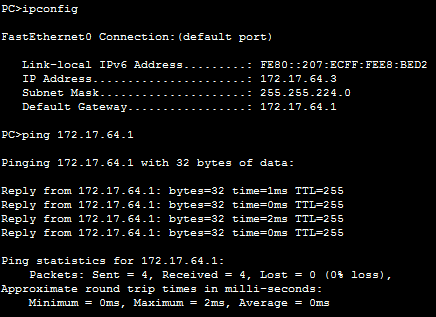 PC>ipconfig
FastEthernet0 Connection:(default port)
Link-local IPv6 Address.........: FE80::207:ECFF:FEE8:BED2
IP Address......................: 172.17.64.3
Subnet Mask.....................: 255.255.224.0
Default Gateway.................: 172.17.64.1
PC>ping 172.17.64.1
Pinging 172.17.64.1 with 32 bytes of data:
Reply from 172.17.64.1: bytes=32 time=1ms TTL=255
Reply from 172.17.64.1: bytes=32 time=0ms TTL=255
Reply from 172.17.64.1: bytes=32 time=2ms TTL=255
Reply from 172.17.64.1: bytes=32 time=0ms TTL=255
Ping statistics for 172.17.64.1:
Packets: Sent = 4, Received = 4, Lost = 0 (0% loss),
Approximate round trip times in milli-seconds:
Minimum = 0ms, Maximum = 2ms, Average = 0ms